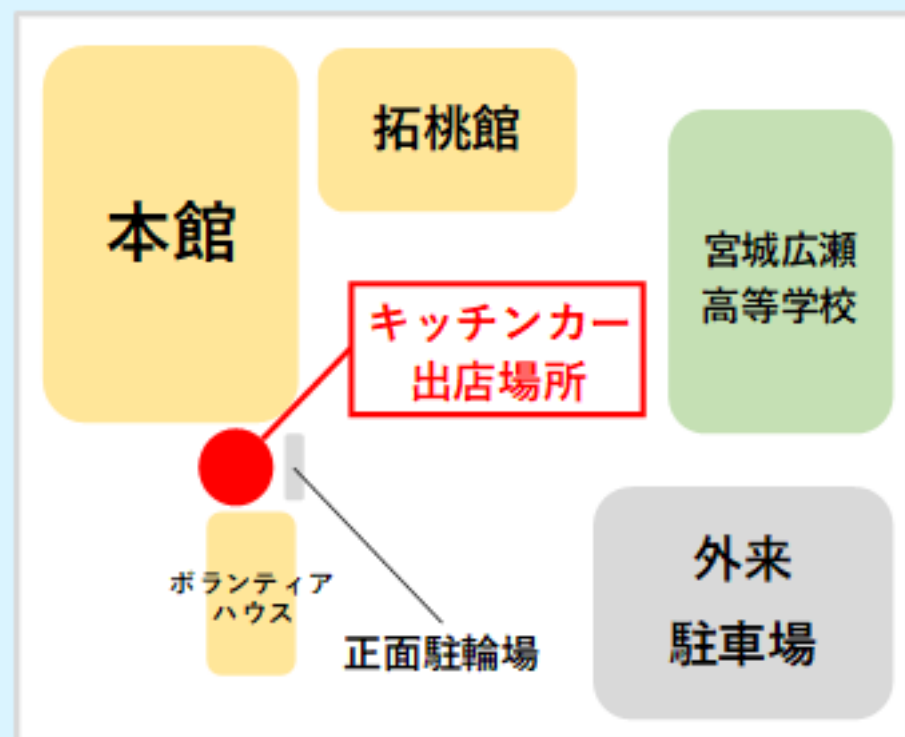 拓桃館
本館
宮城広瀬
高等学校
キッチンカー
出店場所
外来
駐車場
ボランティア
ハウス
正面駐輪場